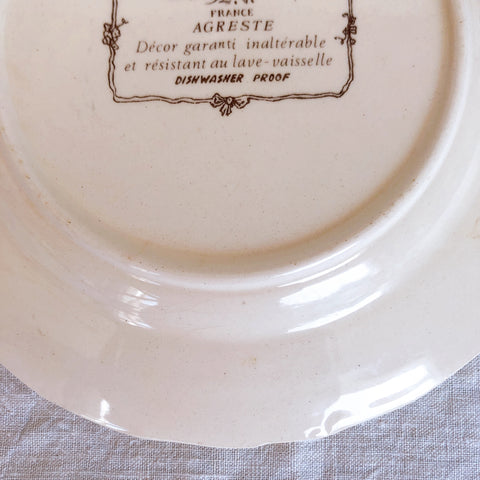 FRANCE
AGRESTE
Décor garanti inaltérable
et résistant au lave-vaisselle
DISHWASHER PROOF